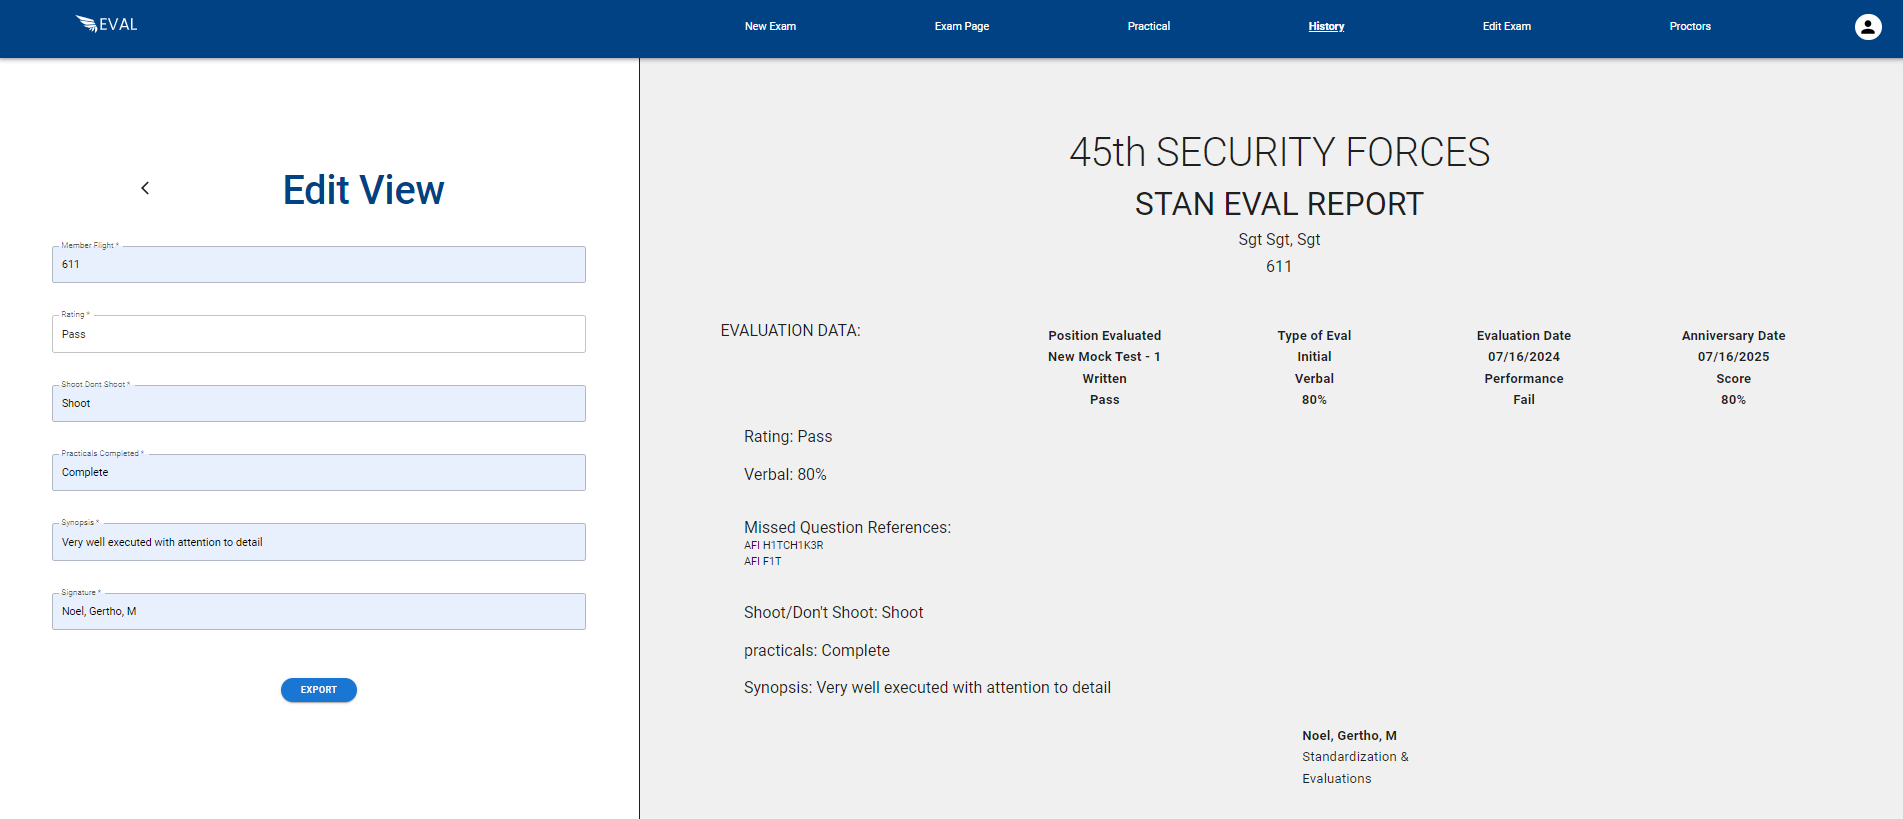 EVAL
New Exam
Exam Page
Practical
History
Edit Exam
Proctors
Edit View
Member Flight *
611
Rating *
Pass
Shoot Dont Shoot *
Shoot
Practicals Completed *
Complete
Synopsis *
Very well executed with attention to detail
Signature *
Noel, Gertho, M
EXPORT
45th SECURITY FORCES
STAN EVAL REPORT
Sgt Sgt, Sgt
611
EVALUATION DATA:
Position Evaluated Type of Eval Evaluation Date Anniversary Date
New Mock Test - 1 Initial 07/16/2024 07/16/2025
Written Verbal Performance Score
Pass 80% Fail 80%
Rating: Pass
Verbal: 80%
Missed Question References:
AFI H1TCH1K3R
AFI F1T
Shoot/Don't Shoot: Shoot
practicals: Complete
Synopsis: Very well executed with attention to detail
Noel, Gertho, M
Standardization &
Evaluations